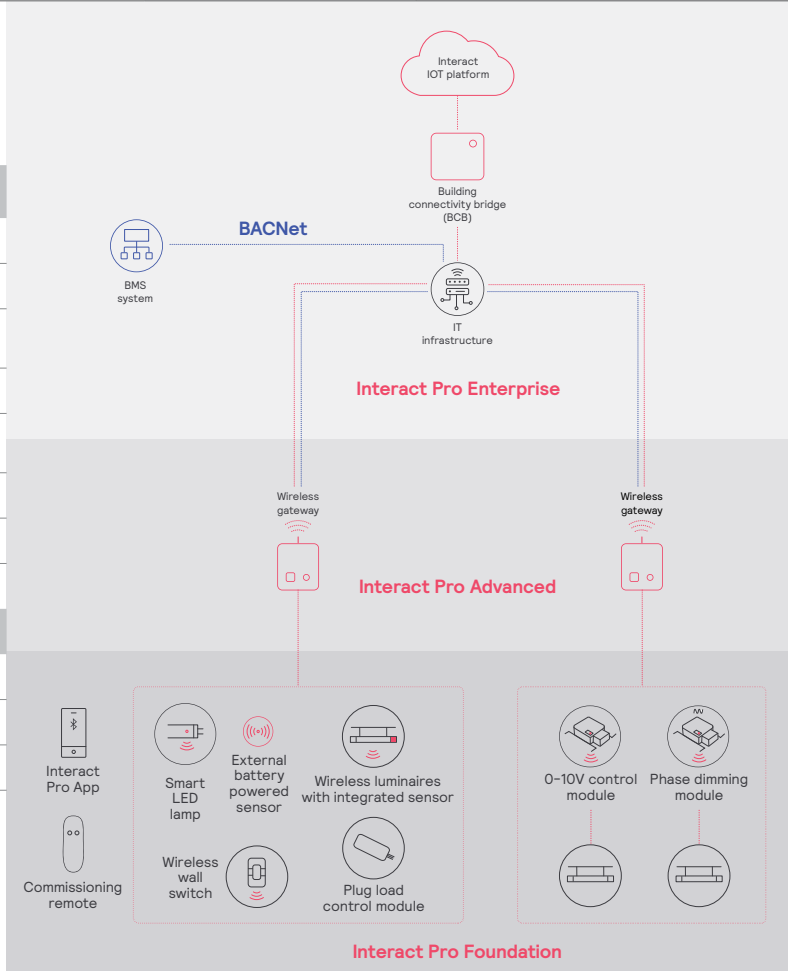 Interact
IOT platform
Building
connectivity bridge
(BCB)
BACNet
BMS
system
IT
infrastructure
Interact Pro Enterprise
Wireless
gateway
Wireless
gateway
Interact Pro Advanced
Interact
Pro App
Commissioning
remote
Smart
LED
lamp
External
battery
powered
sensor
Wireless luminaires
with integrated sensor
Wireless
wall
switch
Plug load
control module
0-10V control
module
Phase dimming
module
Interact Pro Foundation